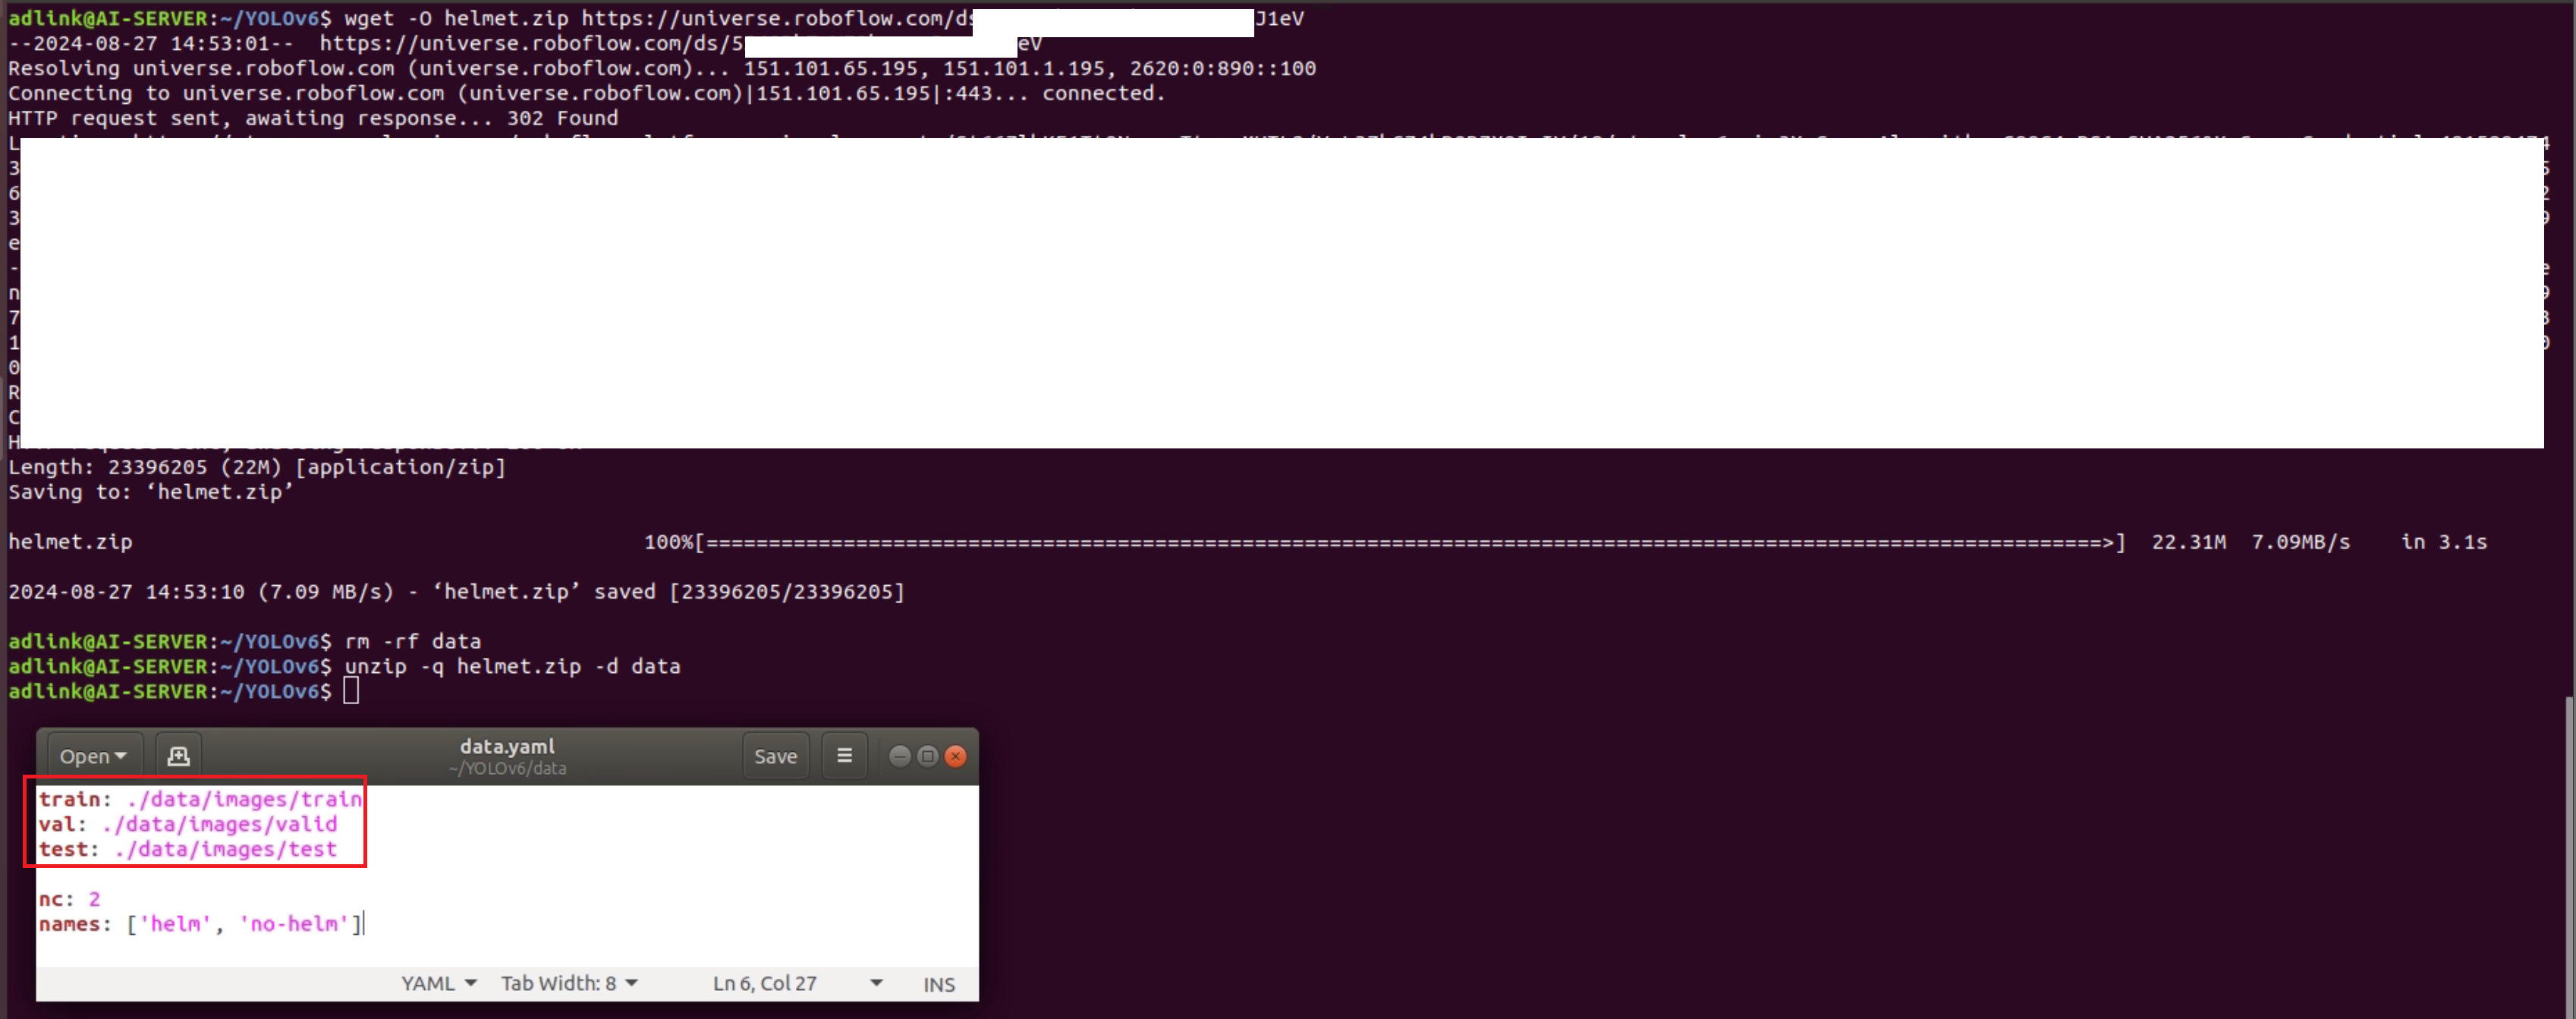 adlink@AI-SERVER:~/YOLOv6$ wget -O helmet.zip https://universe.roboflow.com/ds J1eV
--2024-08-27 14:53:01-- https://universe.roboflow.com/ds/5 eV
Resolving universe.roboflow.com (universe.roboflow.com)... 151.101.65.195, 151.101.1.195, 2620:0:890::100
Connecting to universe.roboflow.com (universe.roboflow.com)|151.101.65.195|:443... connected.
HTTP request sent, awaiting response... 302 Found
L
3
6
3
e
-
n
7
1
0
R
C
H
Length: 23396205 (22M) [application/zip]
Saving to: ‘helmet.zip’
helmet.zip 100%[=================================================================================================================>] 22.31M 7.09MB/s in 3.1s
2024-08-27 14:53:10 (7.09 MB/s) - ‘helmet.zip’ saved [23396205/23396205]
adlink@AI-SERVER:~/YOLOv6$ rm -rf data
adlink@AI-SERVER:~/YOLOv6$ unzip -q helmet.zip -d data
adlink@AI-SERVER:~/YOLOv6$
Open data.yaml Save
~/YOLOv6/data
train: ./data/images/train
val: ./data/images/valid
test: ./data/images/test
nc: 2
names: ['helm', 'no-helm']
YAML Tab Width: 8 Ln 6, Col 27 INS